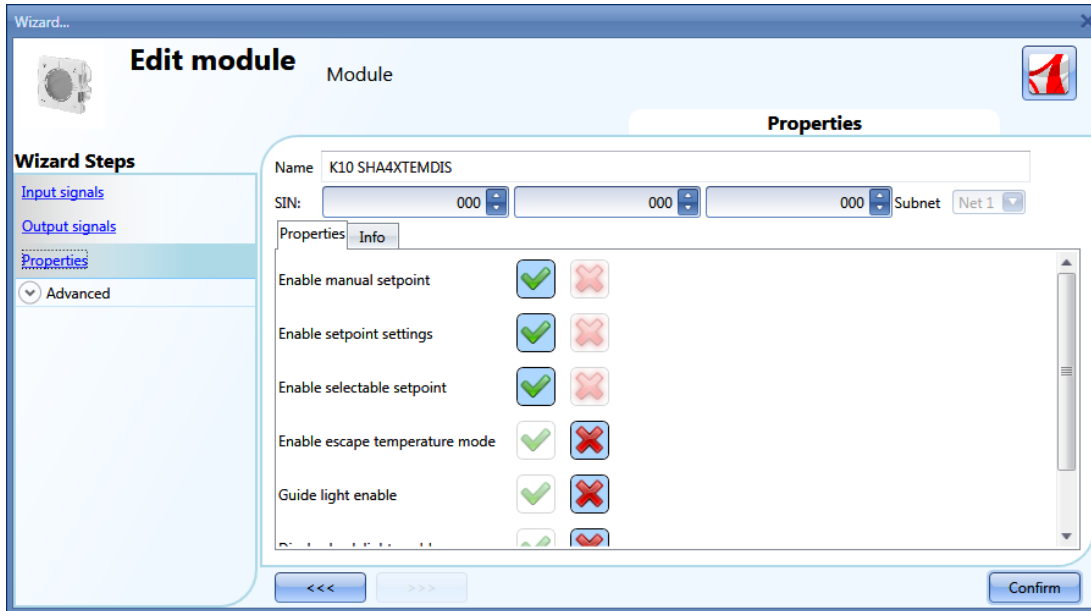 Wizard...
Edit module
Module
Properties
Wizard Steps
Input signals
Output signals
Properties
Advanced
Name K10 SHA4XTEMDIS
SIN: 000 000 000 Subnet Net 1
Properties Info
Enable manual setpoint
Enable setpoint settings
Enable selectable setpoint
Enable escape temperature mode
Guide light enable
<<< >>> Confirm